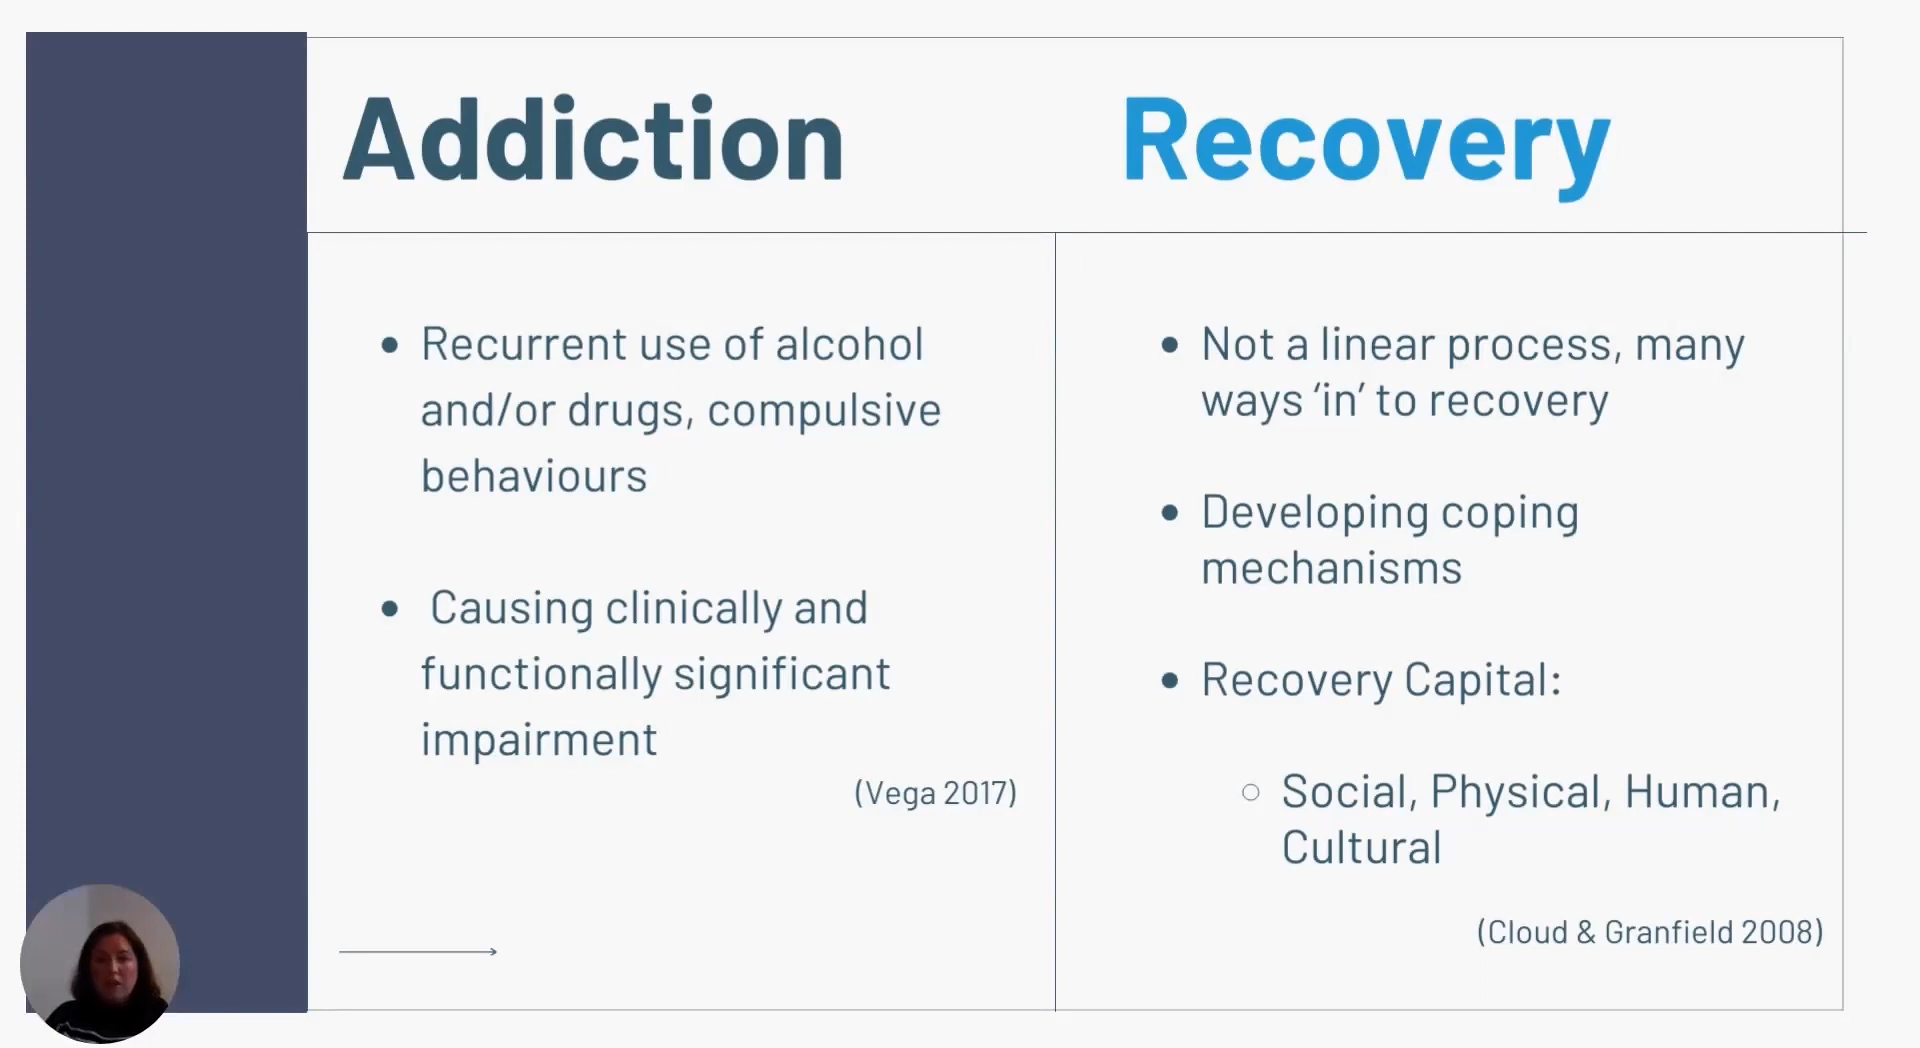 Addiction
Recovery
• Recurrent use of alcohol
and/or drugs, compulsive
behaviours
• Causing clinically and
functionally significant
impairment
(Vega 2017)
• Not a linear process, many
ways ‘in’ to recovery
• Developing coping
mechanisms
• Recovery Capital:
○ Social, Physical, Human,
Cultural
(Cloud & Granfield 2008)